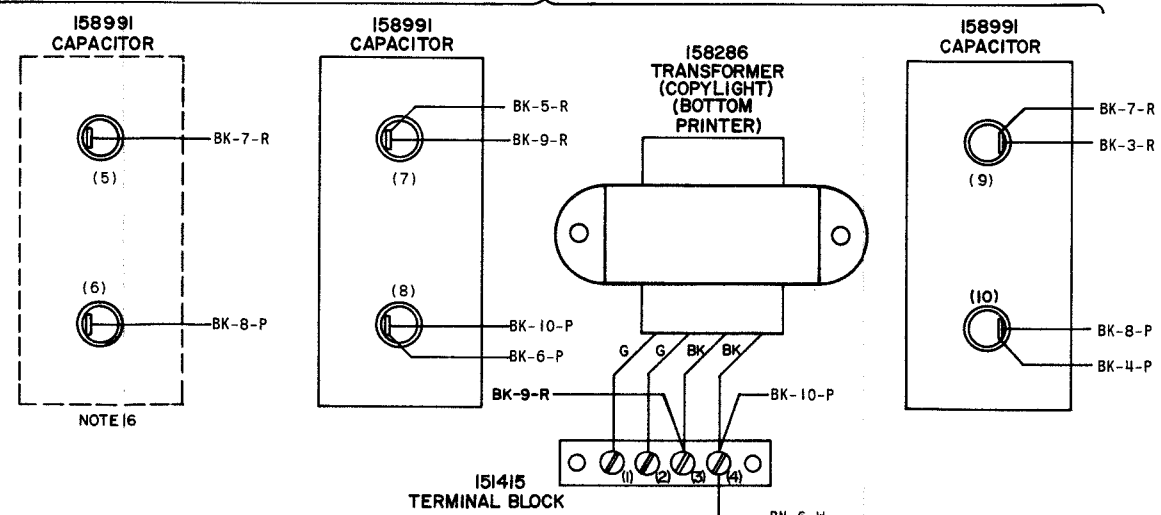 158991
CAPACITOR
BK-7-R
(5)
(6)
BK-8-P
NOTE 16
158991
CAPACITOR
BK-5-R
BK-9-R
(7)
(8)
BK-10-P
BK-6-P
158286
TRANSFORMER
(COPYLIGHT)
(BOTTOM
PRINTER)
G G BK BK
BK-9-R
BK-10-P
(1) (2) (3) (4)
151415
TERMINAL BLOCK
158991
CAPACITOR
BK-7-R
BK-3-R
(9)
(10)
BK-8-P
BK-4-P